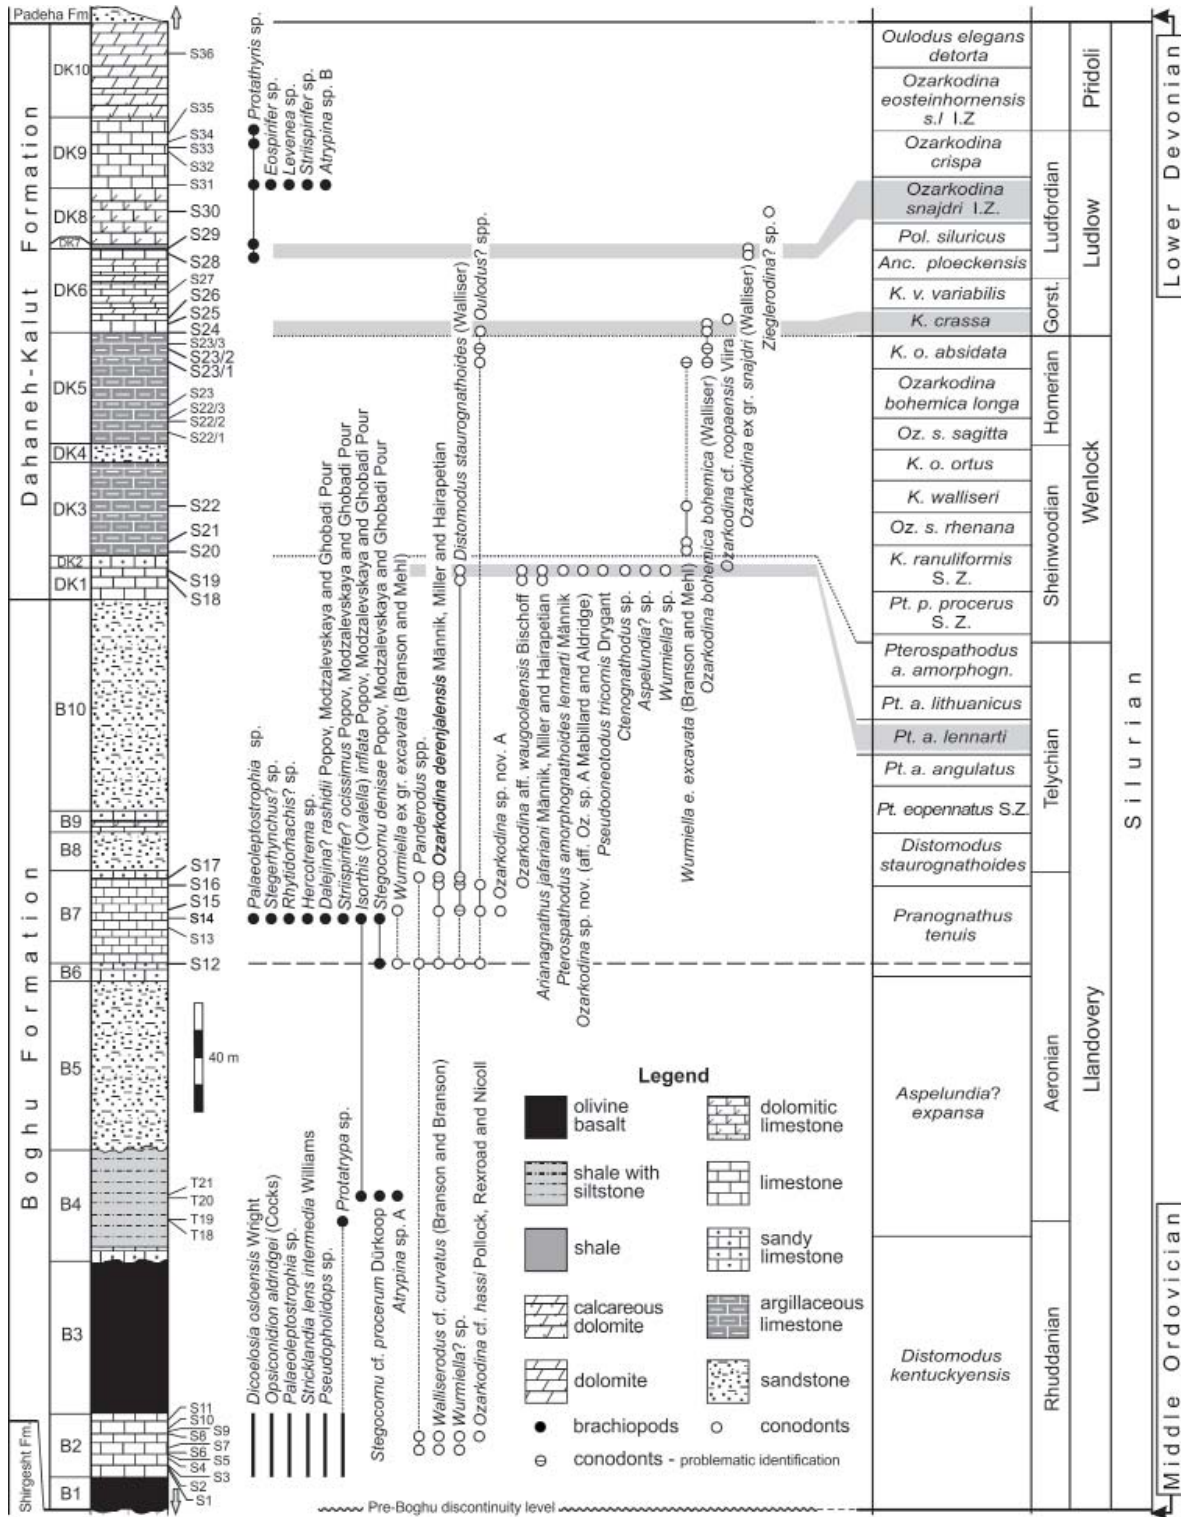 Padeha Fm
Dahaneh-Kalut Formation
Boghu Formation
Shirgesht Fm.
DK10
DK9
DK8
DK7
DK6
DK5
DK4
DK3
DK2
DK1
B10
B9
B8
B7
B6
B5
B4
B3
B2
B1
S36
S35
S34
S33
S32
S31
S30
S29
S28
S27
S26
S25
S24
S23/3
S23/2
S23/1
S23
S22/3
S22/2
S22/1
S22
S21
S20
S19
S18
S17
S16
S15
S14
S13
S12
T21
T20
T19
T18
S11
S10
S9
S8
S7
S6
S5
S4
S3
S2
S1
40 m
Protathyris sp.
Eospirifer sp.
Levenea sp.
Striispirifer sp.
Atrypina sp. B
Palaeoleptostrophia sp.
Stegerhynchus? sp.
Rhytidorhachis? sp.
Hercotrema sp.
Dalejina? rashidii Popov, Modzalevskaya and Ghobadi Pour
Striispirifer? ocissimus Popov, Modzalevskaya and Ghobadi Pour
Isorthis (Ovalella) inflata Popov, Modzalevskaya and Ghobadi Pour
Stegocornu denisae Popov, Modzalevskaya and Ghobadi Pour
Wurmiella ex gr. excavata (Branson and Mehl)
Panderodus spp.
Ozarkodina derenjalensis Männik, Miller and Hairapetian
Distomodus staurognathoides (Walliser)
Oulodus? spp.
Ozarkodina sp. nov. A
Ozarkodina aff. waugoolaensis Bischoff
Arianagnathus jafariani Männik, Miller and Hairapetian
Pterospathodus amorphognathoides lennarti Männik
Ozarkodina sp. nov. (aff. Oz. sp. A Mabillard and Aldridge)
Pseudooneotodus tricornis Drygant
Ctenognathodus sp.
Aspelundia? sp.
Wurmiella? sp.
Wurmiella e. excavata (Branson and Mehl)
Ozarkodina bohemica bohemica (Walliser)
Ozarkodina cf. roopaensis Viira
Ozarkodina ex gr. snajdri (Walliser)
Zieglerodina? sp.
Dicoelosia osloensis Wright
Opsiconidion aldridgei (Cocks)
Palaeoleptostrophia sp.
Stricklandia lens intermedia Williams
Pseudopholidops sp.
Protatrypa sp.
Stegocornu cf. procerum Dürkoop
Atrypina sp. A
Walliserodus cf. curvatus (Branson and Branson)
Wurmiella? sp.
Ozarkodina cf. hassi Pollock, Rexroad and Nicoll
Pre-Boghu discontinuity level
Legend
olivine
basalt
shale with
siltstone
shale
calcareous
dolomite
dolomite
dolomitic
limestone
limestone
sandy
limestone
argillaceous
limestone
sandstone
brachiopods
conodonts
conodonts - problematic identification
Oulodus elegans
detorta
Ozarkodina
eosteinhornensis
s.l I.Z
Ozarkodina
crispa
Ozarkodina
snajdri I.Z.
Pol. siluricus
Anc. ploeckensis
K. v. variabilis
K. crassa
K. o. absidata
Ozarkodina
bohemica longa
Oz. s. sagitta
K. o. ortus
K. walliseri
Oz. s. rhenana
K. ranuliformis
S. Z.
Pt. p. procerus
S. Z.
Pterospathodus
a. amorphogn.
Pt. a. lithuanicus
Pt. a. lennarti
Pt. a. angulatus
Pt. eopennatus S.Z.
Distomodus
staurognathoides
Pranognathus
tenuis
Aspelundia?
expansa
Distomodus
kentuckyensis
Ludfordian
Gorst.
Homerian
Sheinwoodian
Telychian
Aeronian
Rhuddanian
Přidoli
Ludlow
Wenlock
Llandovery
Silurian
Lower Devonian
Middle Ordovician